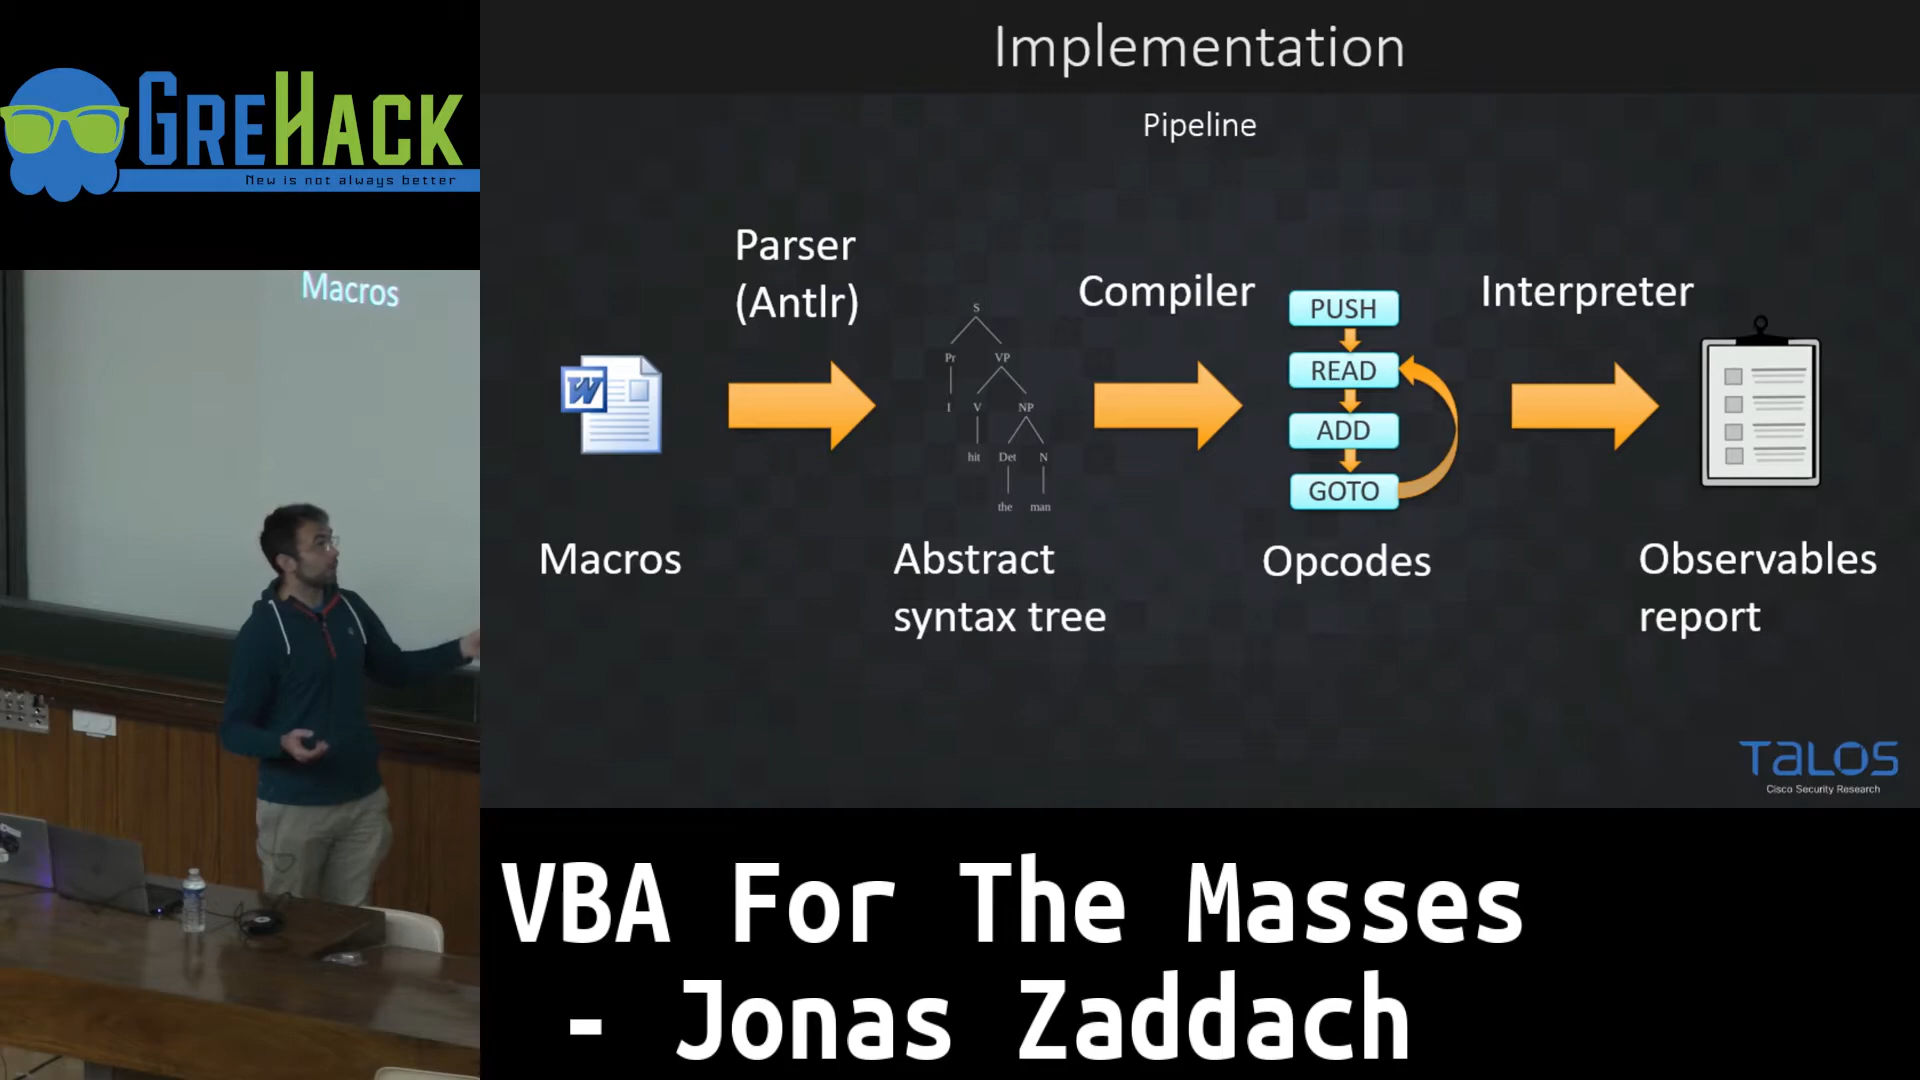 GREHACK
New is not always better
Macros
Implementation
Pipeline
Parser
(Antlr)
Compiler
Interpreter
S
Pr
VP
I
V
NP
hit
Det
N
the
man
W
PUSH
READ
ADD
GOTO
Macros
Abstract
syntax tree
Opcodes
Observables
report
TALOS
Cisco Security Research
VBA For The Masses
- Jonas Zaddach